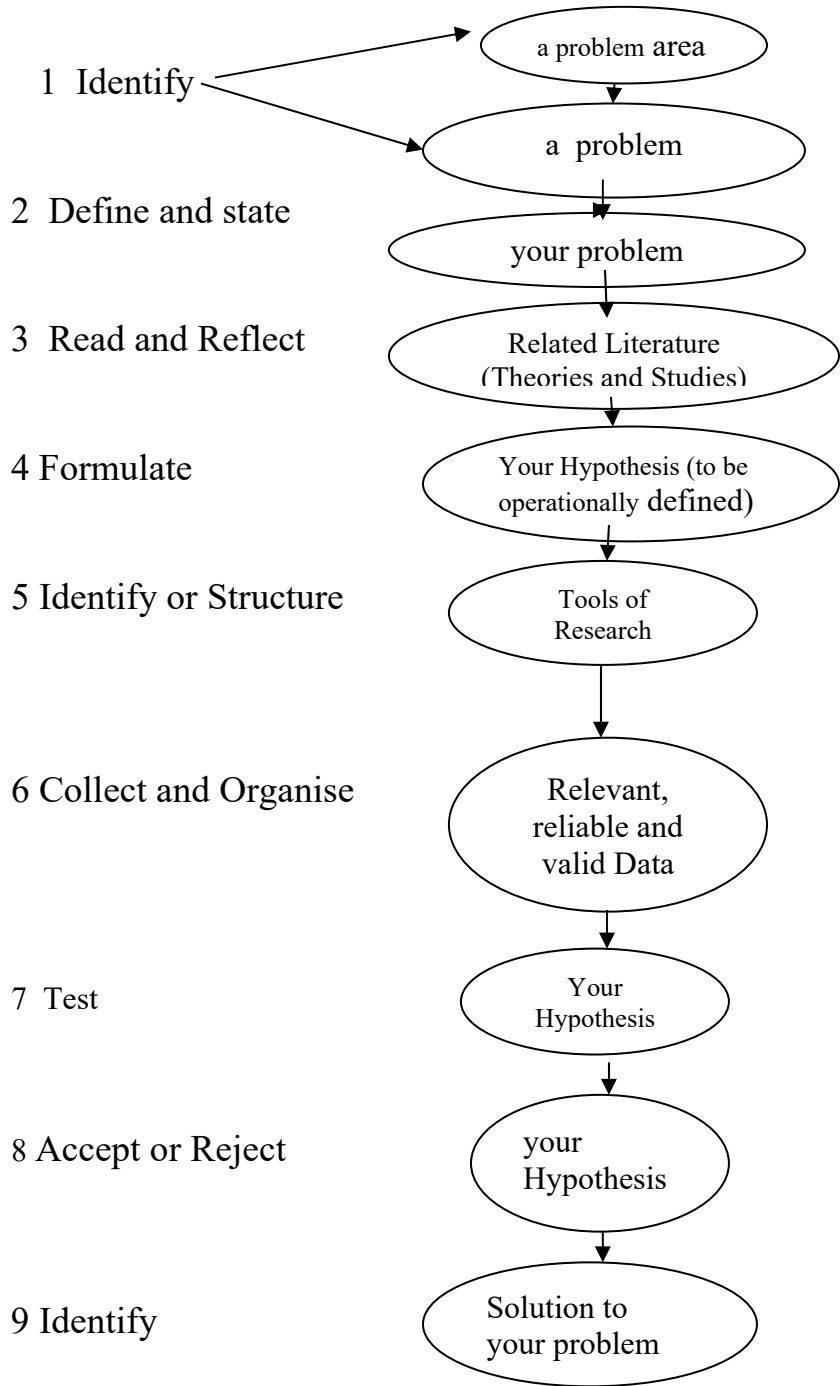 a problem area
1 Identify
a problem
2 Define and state
your problem
3 Read and Reflect
Related Literature
(Theories and Studies)
4 Formulate
Your Hypothesis (to be
operationally defined)
5 Identify or Structure
Tools of
Research
6 Collect and Organise
Relevant,
reliable and
valid Data
7 Test
Your
Hypothesis
8 Accept or Reject
your
Hypothesis
9 Identify
Solution to
your problem